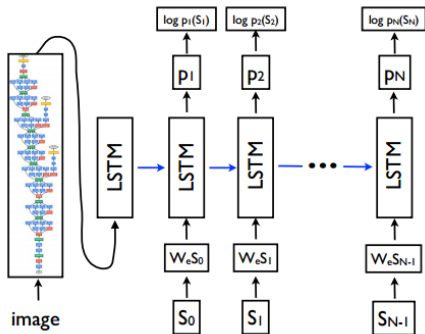 log p1(S1) log p2(S2) log pN(SN)
p1 p2 pN
LSTM LSTM LSTM LSTM
WeS0 WeS1 WeSN-1
image S0 S1 SN-1